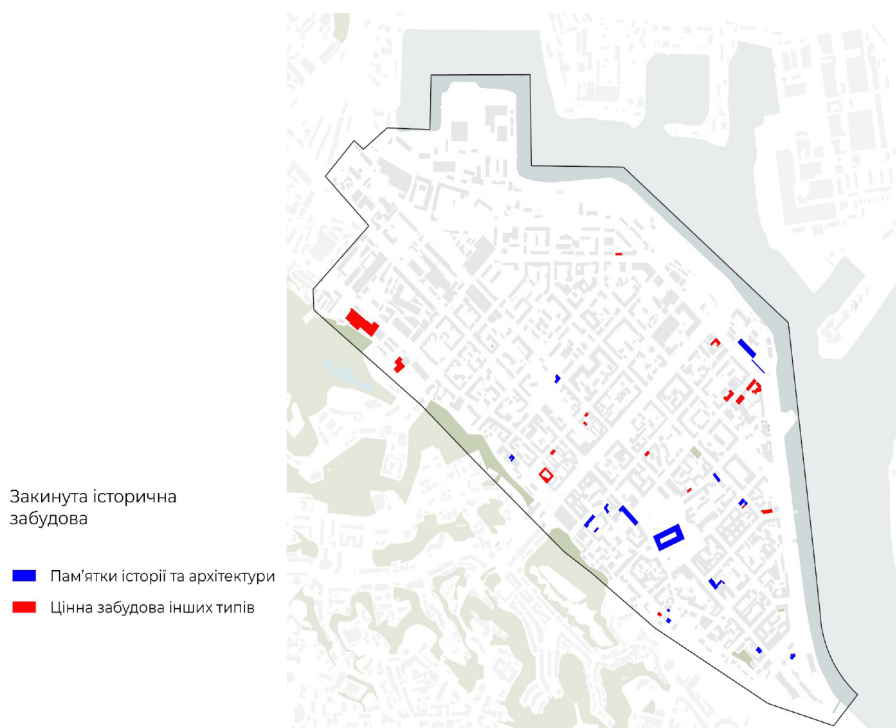 Закинута історична
забудова
Пам'ятки історії та архітектури
Цінна забудова інших типів